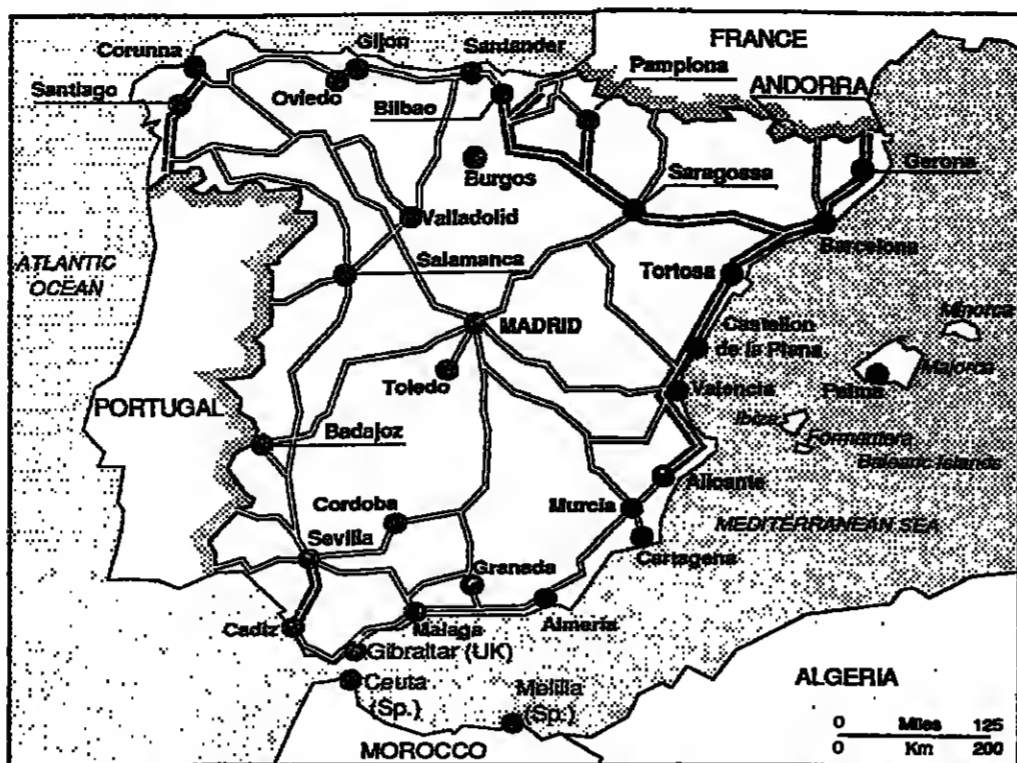 Corunna
Gijon
Santander
FRANCE
Pamplona
ANDORRA
Santiago
Oviedo
Bilbao
Burgos
Saragossa
Gerona
Valladolid
Barcelona
ATLANTIC
OCEAN
Salamanca
Tortosa
Minorca
MADRID
Castellon
de la Plana
Majorca
Toledo
Valencia
Palma
PORTUGAL
Ibiza
Badajoz
Formentera
Balearic Islands
Alicante
Cordoba
Murcia
MEDITERRANEAN SEA
Sevilla
Cartagena
Granada
Cadiz
Malaga
Almeria
Gibraltar (UK)
Ceuta
(Sp.)
Melilla
(Sp.)
ALGERIA
MOROCCO
0 Miles 125
0 Km 200